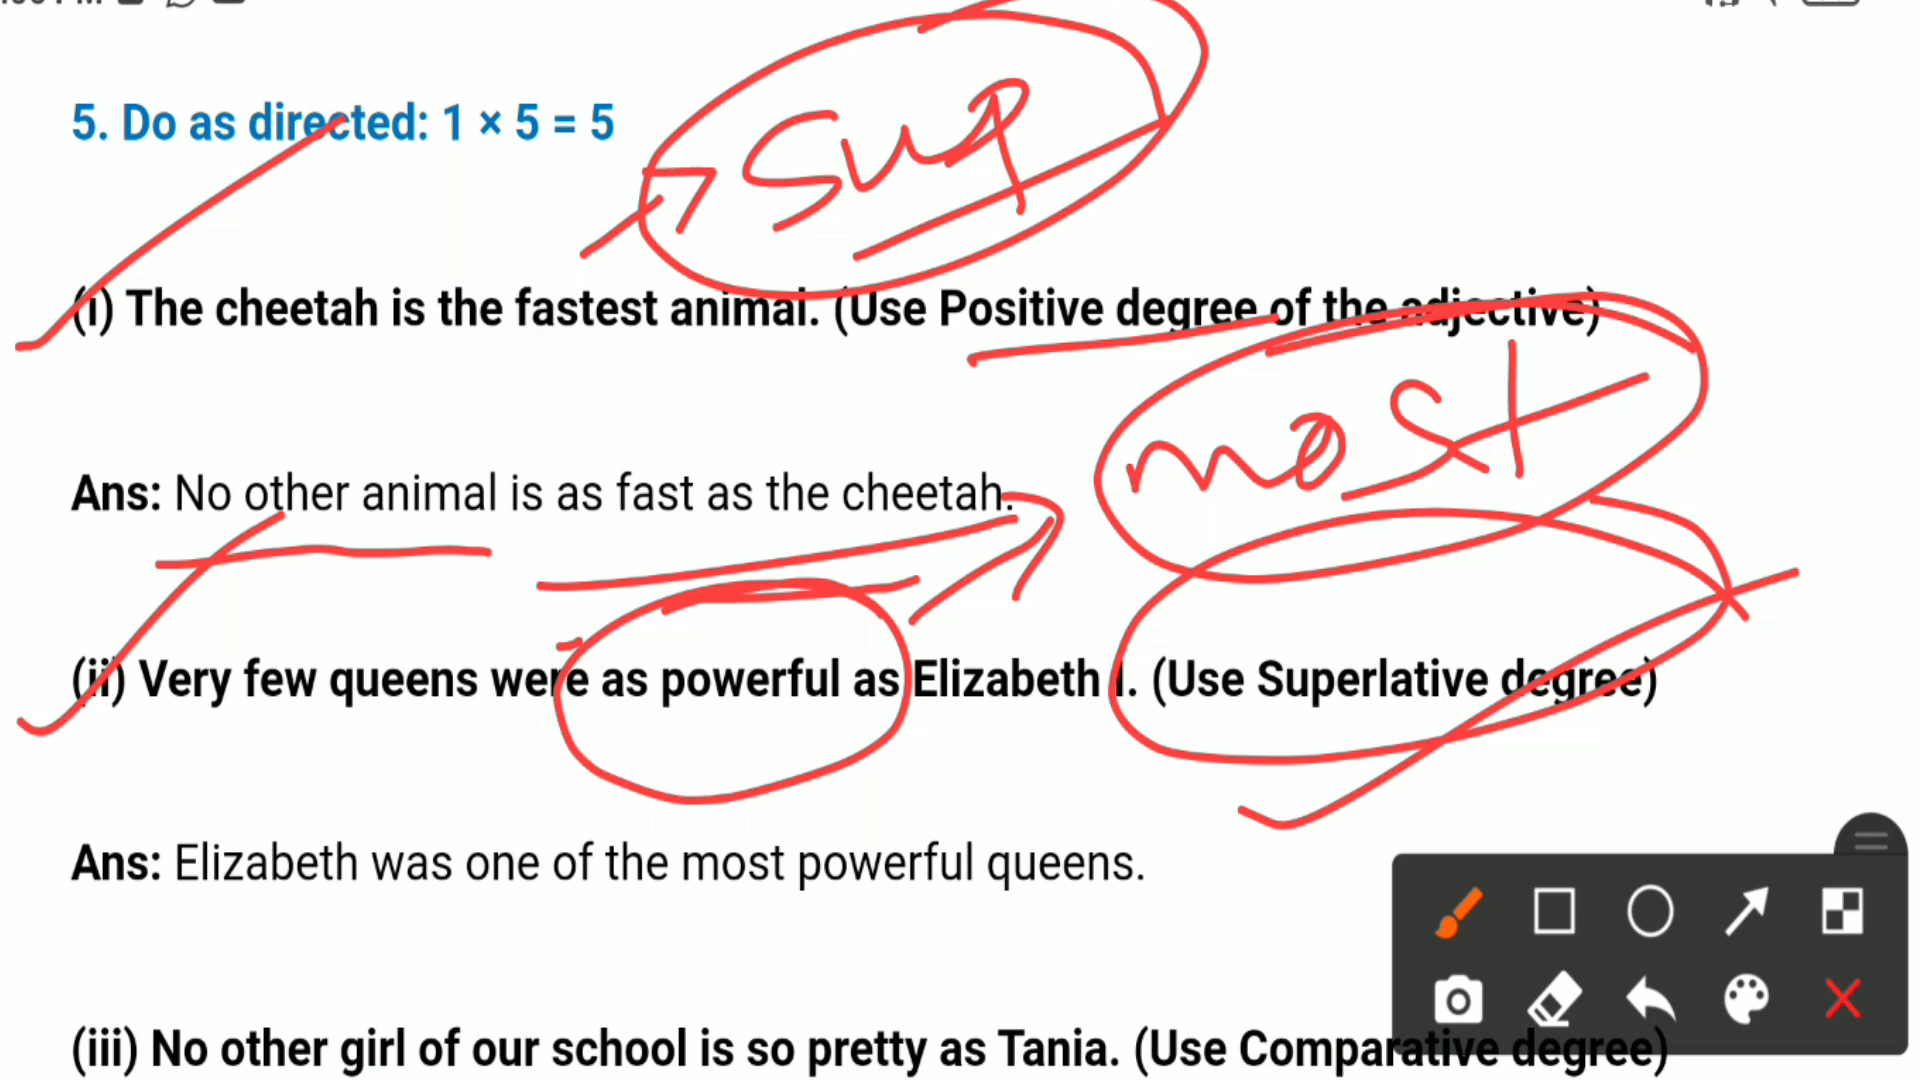 5. Do as directed: 1 × 5 = 5
sup
(i) The cheetah is the fastest animal. (Use Positive degree of the adjective)
most
Ans: No other animal is as fast as the cheetah.
(ii) Very few queens were as powerful as Elizabeth I. (Use Superlative degree)
Ans: Elizabeth was one of the most powerful queens.
(iii) No other girl of our school is so pretty as Tania. (Use Comparative degree)